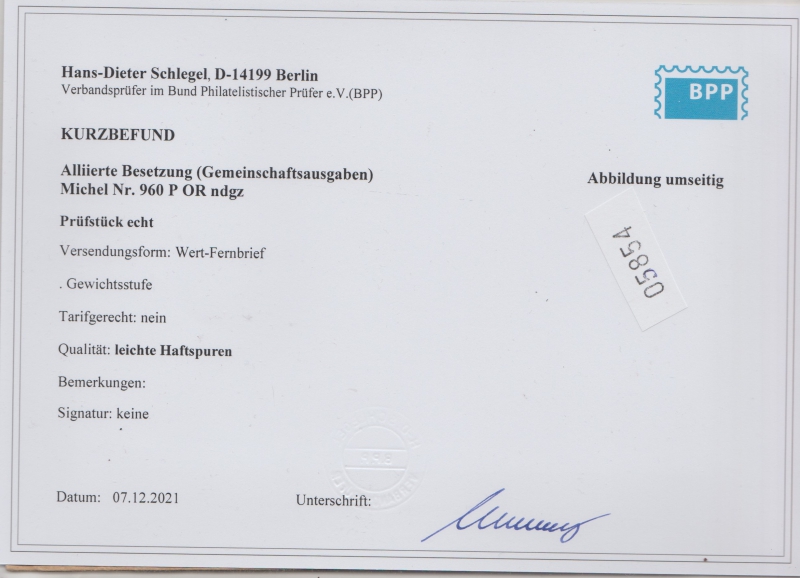 Hans-Dieter Schlegel, D-14199 Berlin
Verbandsprüfer im Bund Philatelistischer Prüfer e.V.(BPP)
BPP
KURZBEFUND
Alliierte Besetzung (Gemeinschaftsausgaben)
Michel Nr. 960 P OR ndgz
Abbildung umseitig
Prüfstück echt
05854
Versendungsform: Wert-Fernbrief
. Gewichtsstufe
Tarifgerecht: nein
Qualität: leichte Haftspuren
Bemerkungen:
Signatur: keine
Datum: 07.12.2021
Unterschrift: